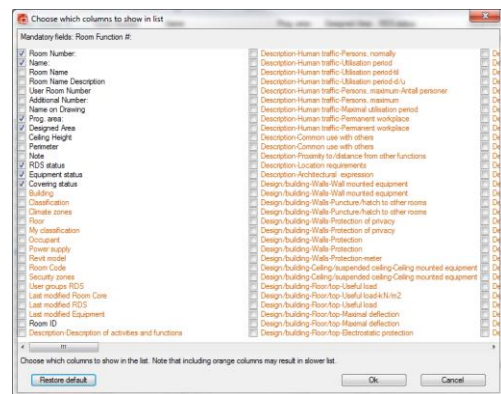 Choose which columns to show in list
Mandatory fields: Room Function #:
Room Number:
Name:
Room Name
Room Name Description
User Room Number
Additional Number:
Name on Drawing
Prog. area:
Designed Area
Ceiling Height
Perimeter
Note
RDS status
Equipment status
Covering status
Building
Classification
Climate zones
Floor
My classification
Occupant
Power supply
Revit model
Room Code
Security zones
User groups RDS
Last modified Room Core
Last modified RDS
Last modified Equipment
Room ID
Description-Description of activities and functions
Description-Human traffic-Persons, normally
Description-Human traffic-Utilisation period
Description-Human traffic-Utilisation period-til
Description-Human traffic-Utilisation period-d/u
Description-Human traffic-Persons, maximum-Antall personer
Description-Human traffic-Persons, maximum
Description-Human traffic-Maximal utilisation period
Description-Human traffic-Permanent workplace
Description-Human traffic-Permanent workplace
Description-Common use with others
Description-Common use with others
Description-Proximity to/distance from other functions
Description-Location requirements
Description-Architectural expression
Design/building-Walls-Wall mounted equipment
Design/building-Walls-Wall mounted equipment
Design/building-Walls-Puncture/hatch to other rooms
Design/building-Walls-Puncture/hatch to other rooms
Design/building-Walls-Protection of privacy
Design/building-Walls-Protection of privacy
Design/building-Walls-Protection
Design/building-Walls-Protection
Design/building-Walls-Protection-meter
Design/building-Ceiling/suspended ceiling-Ceiling mounted equipment
Design/building-Ceiling/suspended ceiling-Ceiling mounted equipment
Design/building-Floor/top-Useful load
Design/building-Floor/top-Useful load-kN/m2
Design/building-Floor/top-Useful load
Design/building-Floor/top-Maximal deflection
Design/building-Floor/top-Maximal deflection
Design/building-Floor/top-Electrostatic protection
Choose which columns to show in the list. Note that including orange columns may result in slower list.
Restore default
Ok
Cancel